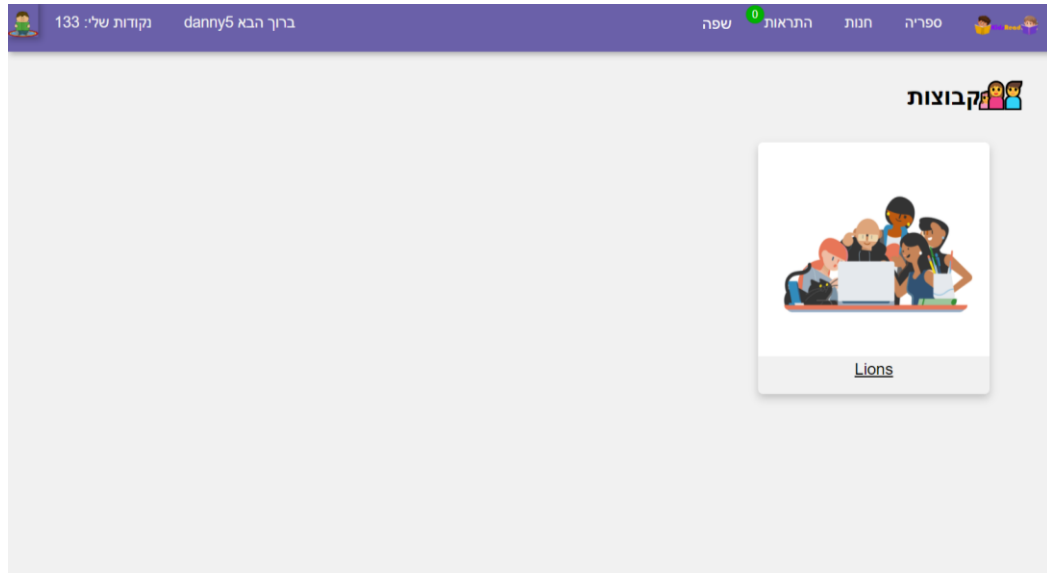 ספריה
חנות
התראות 0
שפה
ברוך הבא danny5
נקודות שלי: 133
קבוצות
Lions